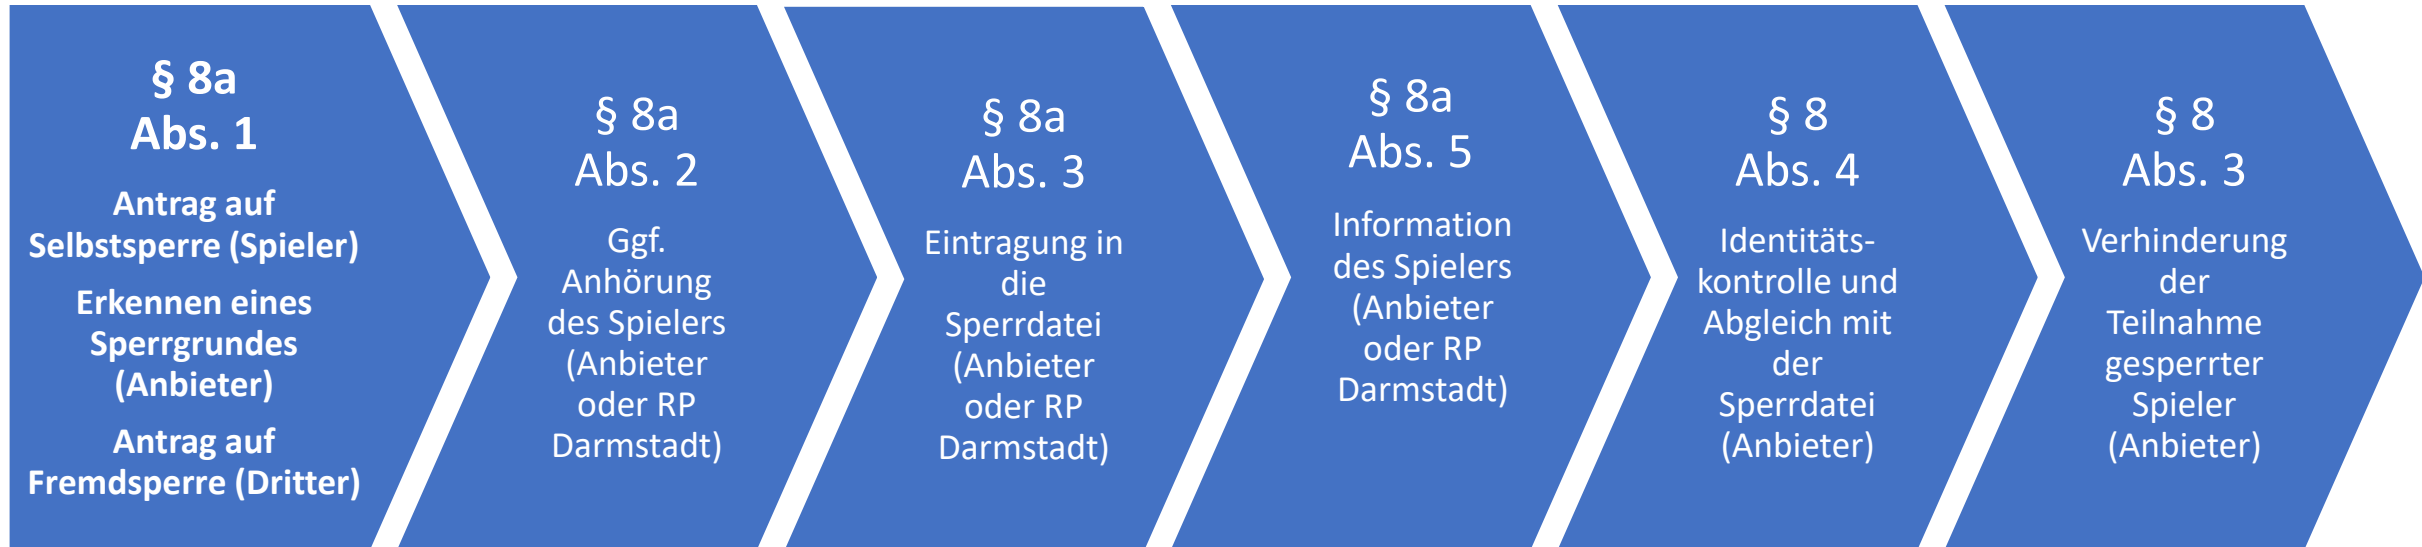 § 8a
Abs. 1
Antrag auf
Selbstsperre (Spieler)
Erkennen eines
Sperrgrundes
(Anbieter)
Antrag auf
Fremdsperre (Dritter)
§ 8a
Abs. 2
Ggf.
Anhörung
des Spielers
(Anbieter
oder RP
Darmstadt)
§ 8a
Abs. 3
Eintragung in
die
Sperrdatei
(Anbieter
oder RP
Darmstadt)
§ 8a
Abs. 5
Information
des Spielers
(Anbieter
oder RP
Darmstadt)
§ 8
Abs. 4
Identitäts-
kontrolle und
Abgleich mit
der
Sperrdatei
(Anbieter)
§ 8
Abs. 3
Verhinderung
der
Teilnahme
gesperrter
Spieler
(Anbieter)